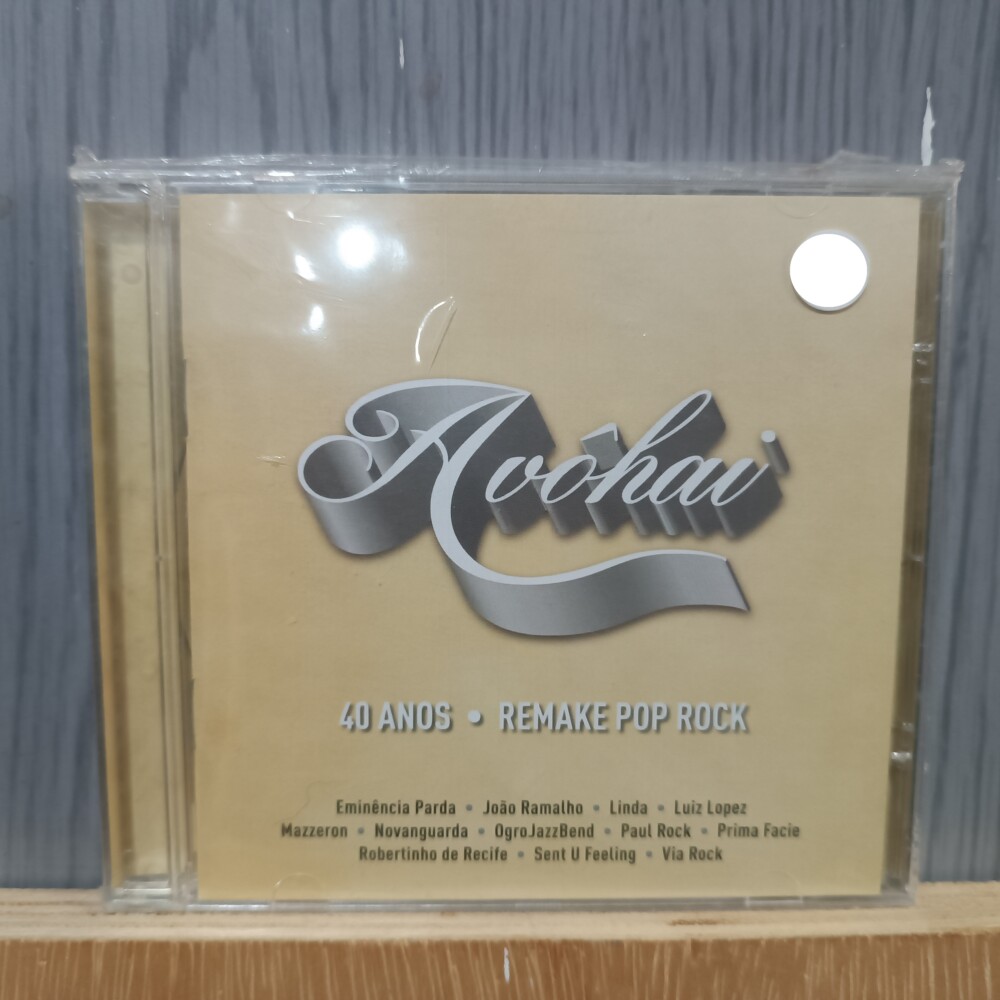 Avôhai
40 ANOS • REMAKE POP ROCK
Eminência Parda • João Ramalho • Linda • Luiz Lopez
Mazzeron • Novanguarda • OgroJazzBend • Paul Rock • Prima Facie
Robertinho de Recife • Sent U Feeling • Via Rock